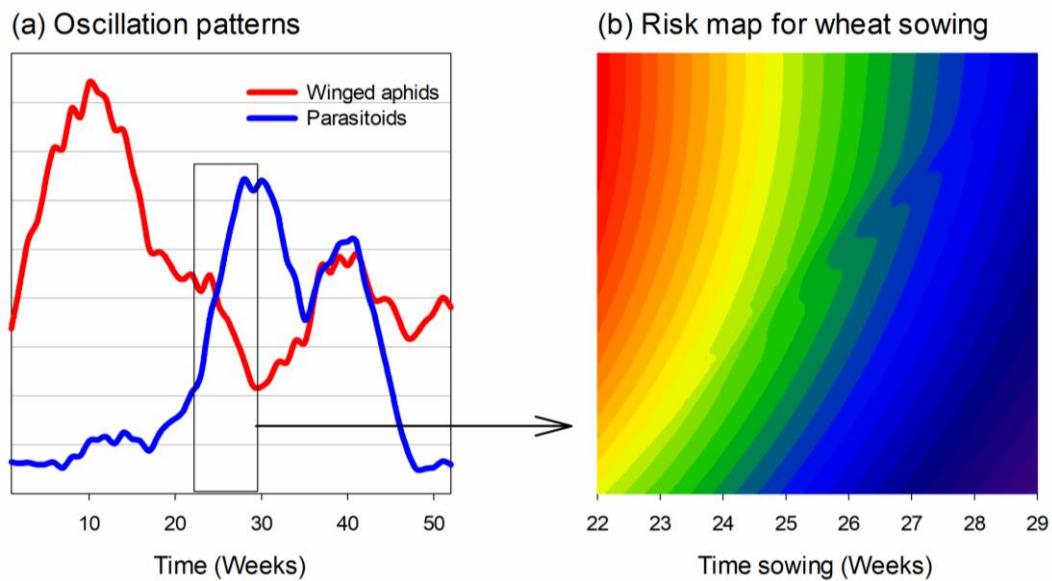 (a) Oscillation patterns
Winged aphids
Parasitoids
10 20 30 40 50
Time (Weeks)
(b) Risk map for wheat sowing
22 23 24 25 26 27 28 29
Time sowing (Weeks)